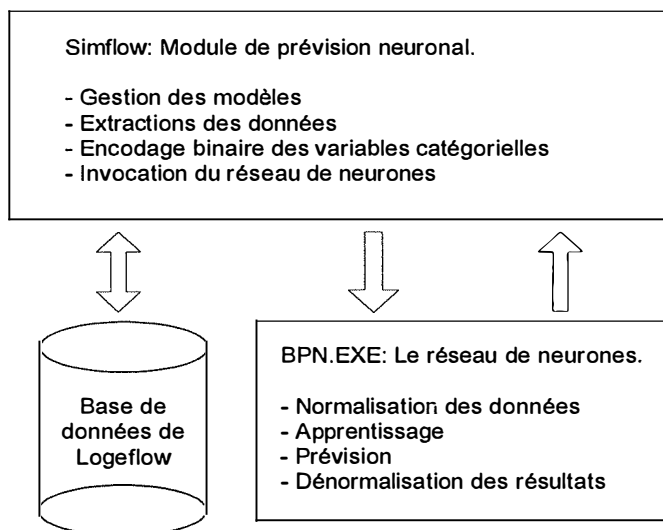 Simflow: Module de prévision neuronal.
- Gestion des modèles
- Extractions des données
- Encodage binaire des variables catégorielles
- Invocation du réseau de neurones
Base de
données de
Logeflow
BPN.EXE: Le réseau de neurones.
- Normalisation des données
- Apprentissage
- Prévision
- Dénormalisation des résultats